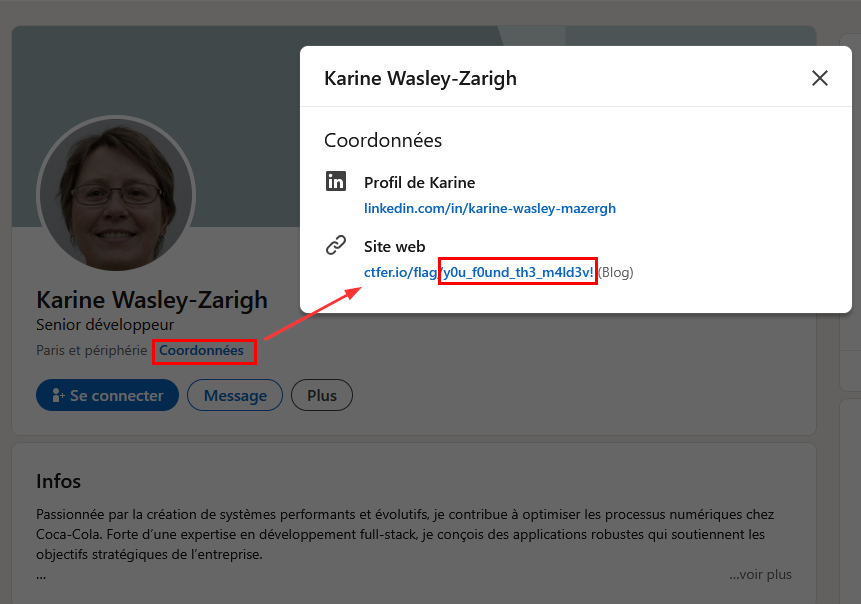 Karine Wasley-Zarigh
Coordonnées
in
Profil de Karine
linkedin.com/in/karine-wasley-mazergh
Site web
ctfer.io/flag/y0u_f0und_th3_m4ld3v! (Blog)
Karine Wasley-Zarigh
Senior développeur
Paris et périphérie Coordonnées
Se connecter Message Plus
Infos
Passionnée par la création de systèmes performants et évolutifs, je contribue à optimiser les processus numériques chez
Coca-Cola. Forte d’une expertise en développement full-stack, je conçois des applications robustes qui soutiennent les
objectifs stratégiques de l’entreprise.
...
...voir plus